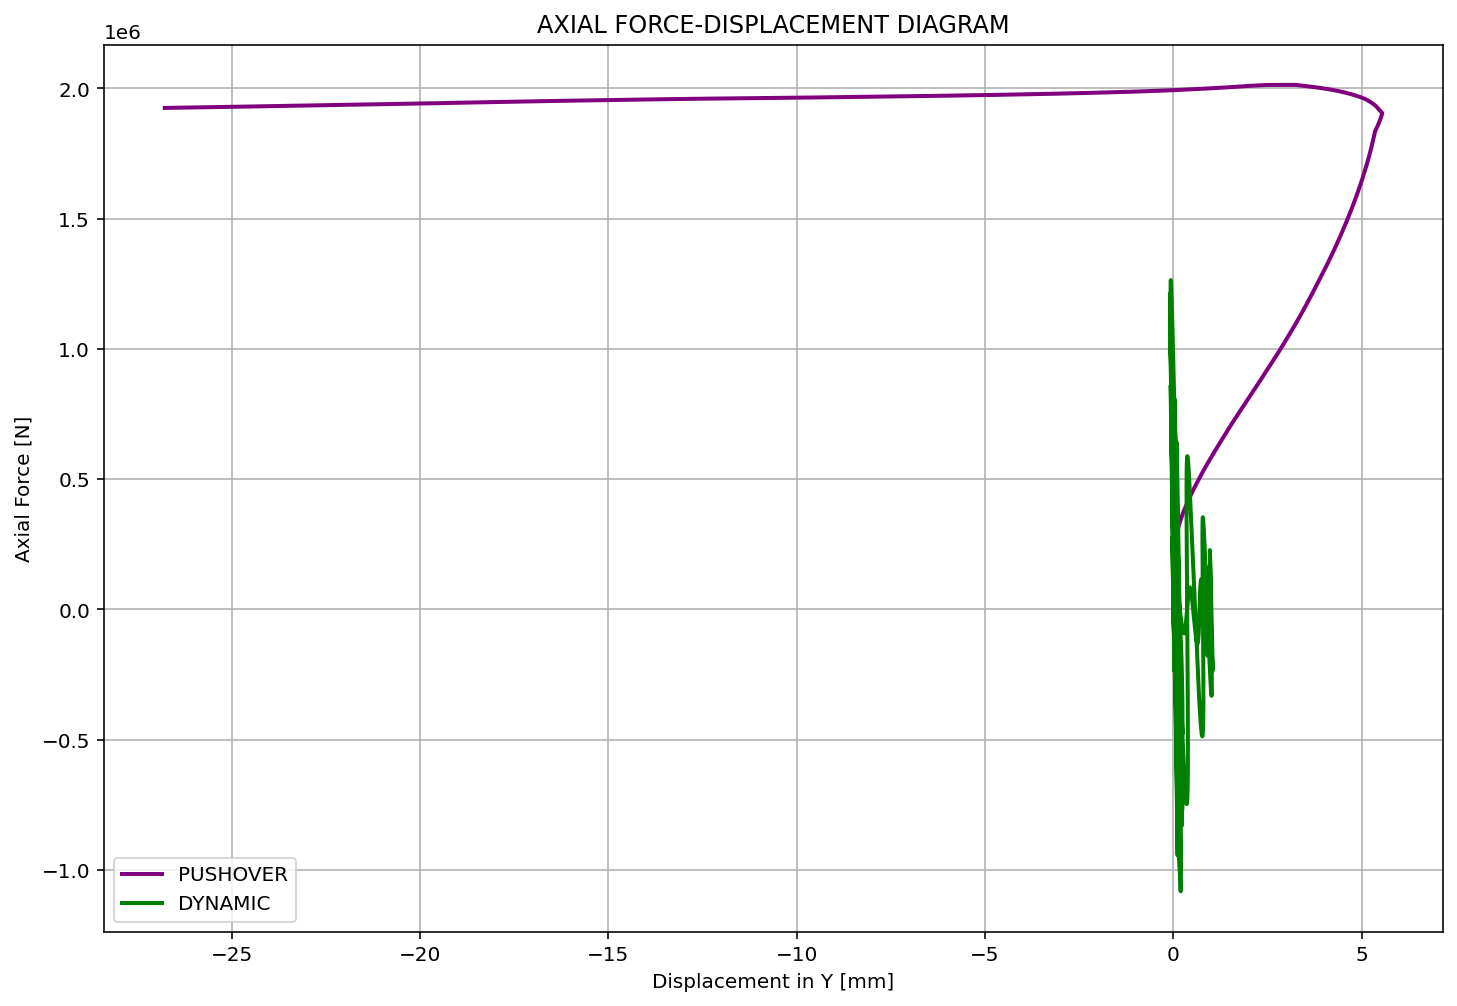 AXIAL FORCE-DISPLACEMENT DIAGRAM
1e6
2.0
1.5
1.0
0.5
0.0
−0.5
−1.0
Axial Force [N]
PUSHOVER
DYNAMIC
−25 −20 −15 −10 −5 0 5
Displacement in Y [mm]